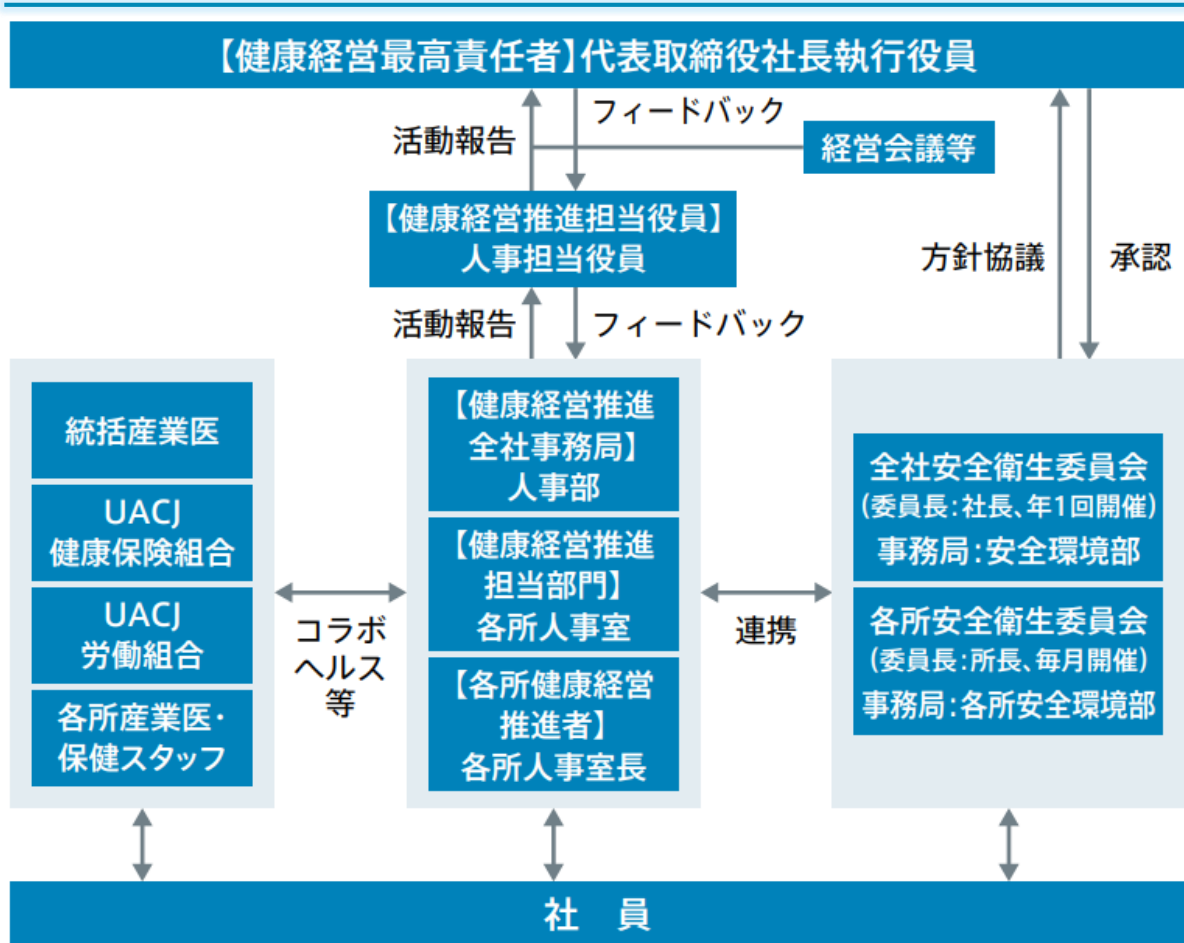 【健康経営最高責任者】代表取締役社長執行役員
活動報告
フィードバック
経営会議等
【健康経営推進担当役員】
人事担当役員
方針協議
承認
活動報告
フィードバック
統括産業医
UACJ
健康保険組合
UACJ
労働組合
各所産業医・
保健スタッフ
コラボ
ヘルス
等
【健康経営推進
全社事務局】
人事部
【健康経営推進
担当部門】
各所人事室
【各所健康経営
推進者】
各所人事室長
連携
全社安全衛生委員会
(委員長:社長、年1回開催)
事務局:安全環境部
各所安全衛生委員会
(委員長:所長、毎月開催)
事務局:各所安全環境部
社 員